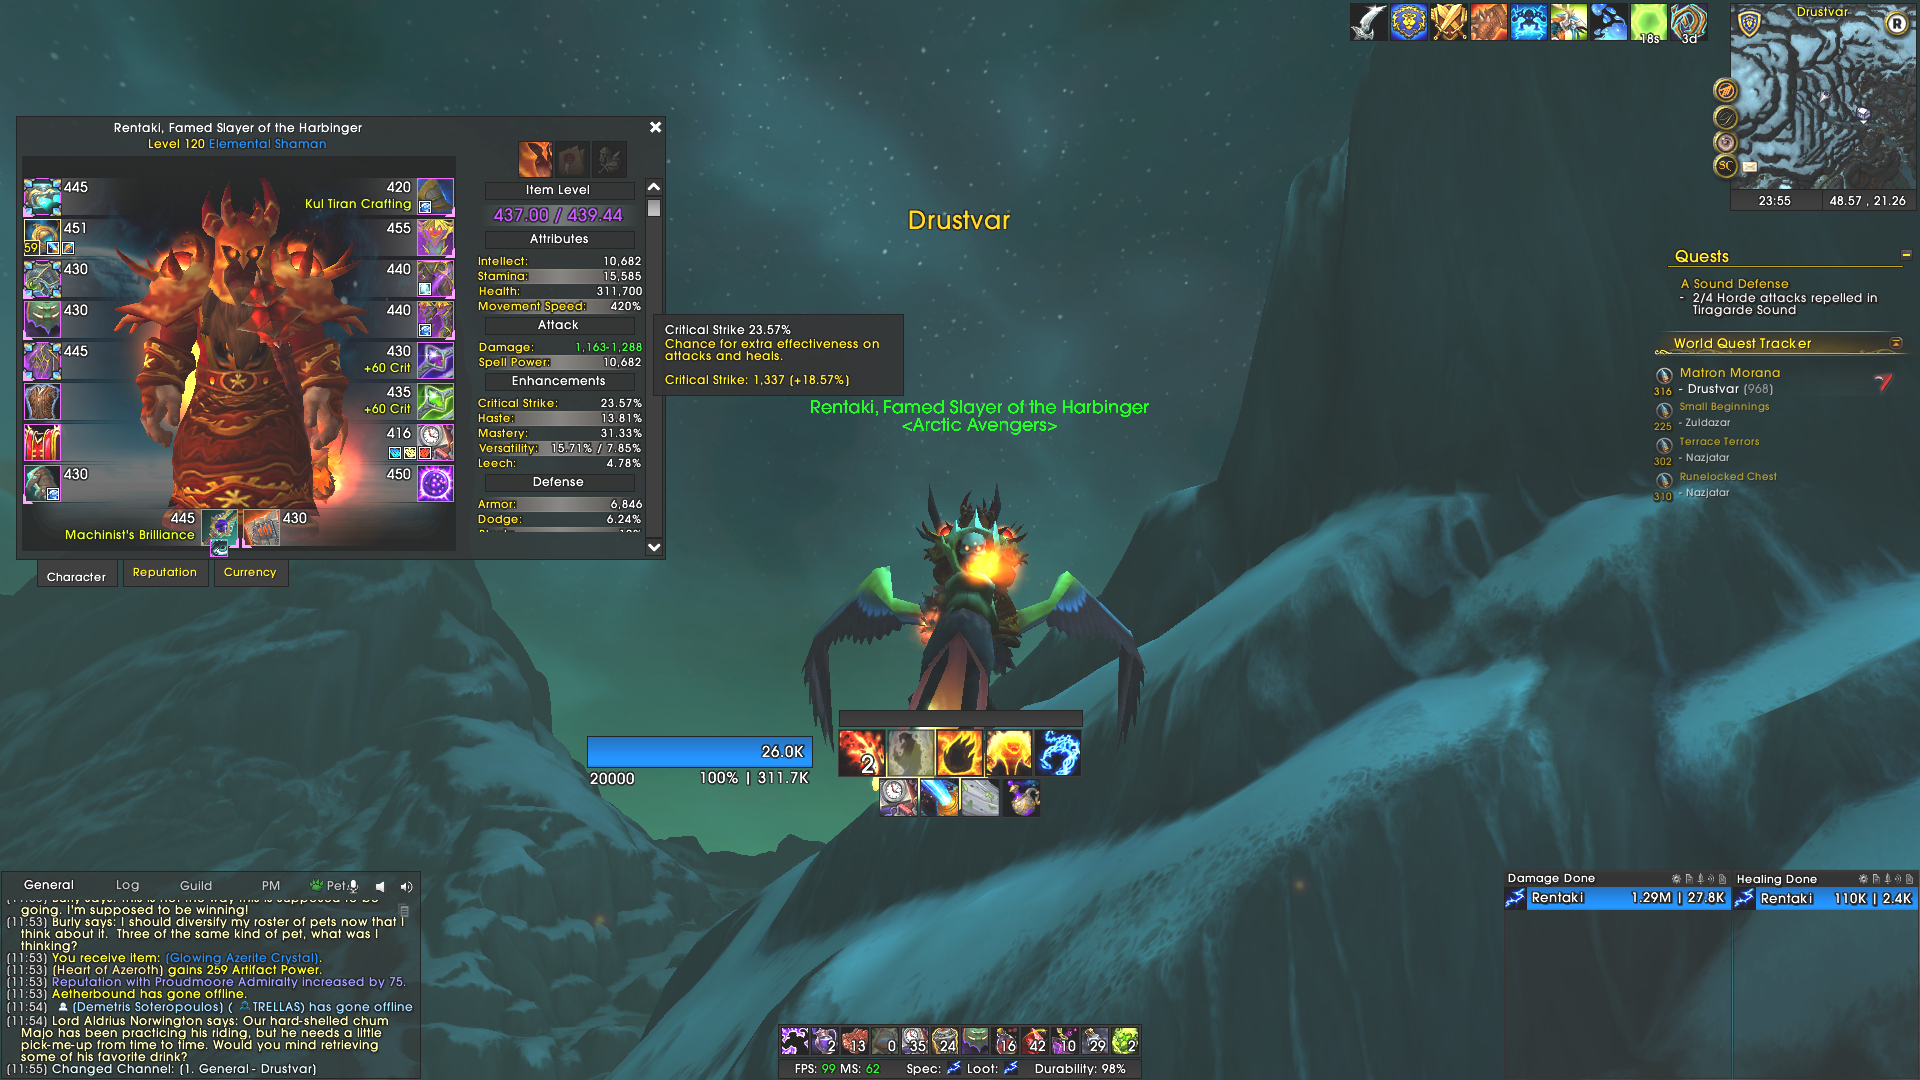 18s
3d
Drustvar
R
SC
23:55
48.57 , 21.26
Rentaki, Famed Slayer of the Harbinger
Level 120 Elemental Shaman
445
451
59
430
430
445
430
420
Kul Tiran Crafting
455
440
440
430
+60 Crit
435
+60 Crit
416
450
445
430
Machinist's Brilliance
Item Level
437.00 / 439.44
Attributes
Intellect: 10,682
Stamina: 15,585
Health: 311,700
Movement Speed: 420%
Attack
Damage: 1,163-1,288
Spell Power: 10,682
Enhancements
Critical Strike: 23.57%
Haste: 13.81%
Mastery: 31.33%
Versatility: 15.71% / 7.85%
Leech: 4.78%
Defense
Armor: 6,846
Dodge: 6.24%
Character
Reputation
Currency
Critical Strike 23.57%
Chance for extra effectiveness on
attacks and heals.
Critical Strike: 1,337 (+18.57%)
Drustvar
Rentaki, Famed Slayer of the Harbinger
<Arctic Avengers>
Quests
A Sound Defense
- 2/4 Horde attacks repelled in
Tiragarde Sound
World Quest Tracker
Matron Morana
316 - Drustvar (968)
Small Beginnings
225 - Zuldazar
Terrace Terrors
302 - Nazjatar
Runelocked Chest
310 - Nazjatar
26.0K
20000
100% | 311.7K
2
General
Log
Guild
PM
Pet
(11:53) Burly says: This is not the way this is supposed to be
going. I'm supposed to be winning!
(11:53) Burly says: I should diversify my roster of pets now that I
think about it. Three of the same kind of pet, what was I
thinking?
(11:53) You receive item: (Glowing Azerite Crystal).
(11:53) (Heart of Azeroth) gains 259 Artifact Power.
(11:53) Reputation with Proudmoore Admiralty increased by 75.
(11:53) Aetherbound has gone offline.
(11:54) (Demetris Soteropoulos) ( TRELLAS) has gone offline
(11:54) Lord Aldrius Norwington says: Our hard-shelled chum
Majo has been practicing his riding, but he needs a little
pick-me-up from time to time. Would you mind retrieving
some of his favorite drink?
(11:55) Changed Channel: (1. General - Drustvar)
2
13
0
35
24
16
42
10
29
2
FPS: 99 MS: 62
Spec:
Loot:
Durability: 98%
Damage Done
Rentaki 1.29M | 27.8K
Healing Done
Rentaki 110K | 2.4K